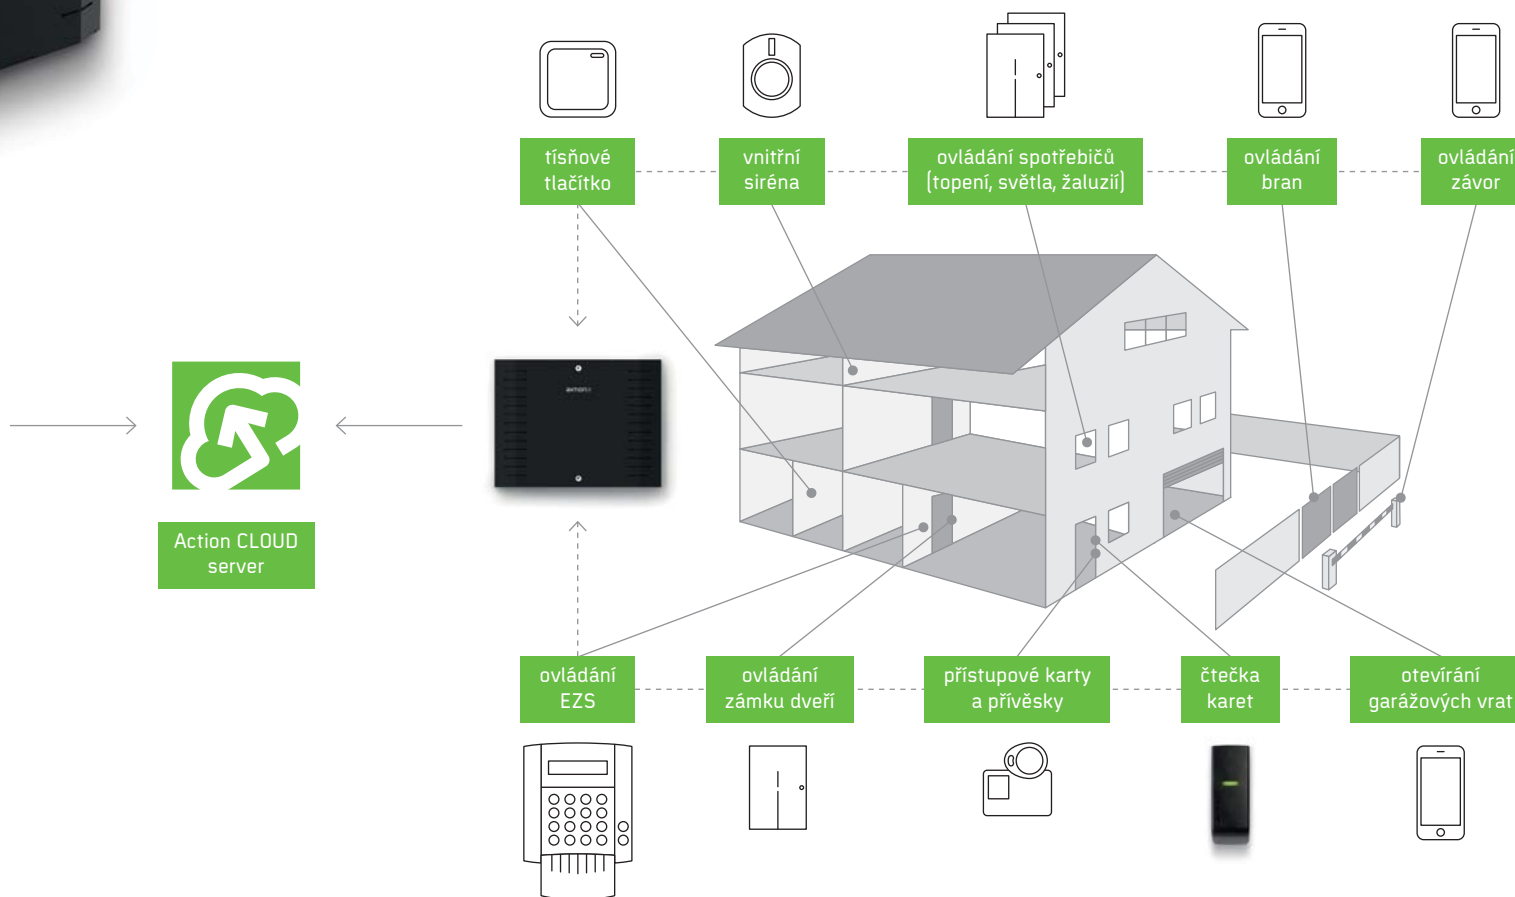 tísňové
tlačítko
vnitřní
siréna
ovládání spotřebičů
(topení, světla, žaluzií)
ovládání
bran
ovládání
závor
Action CLOUD
server
ovládání
EZS
ovládání
zámku dveří
přístupové karty
a přívěsky
čtečka
karet
otevírání
garážových vrat